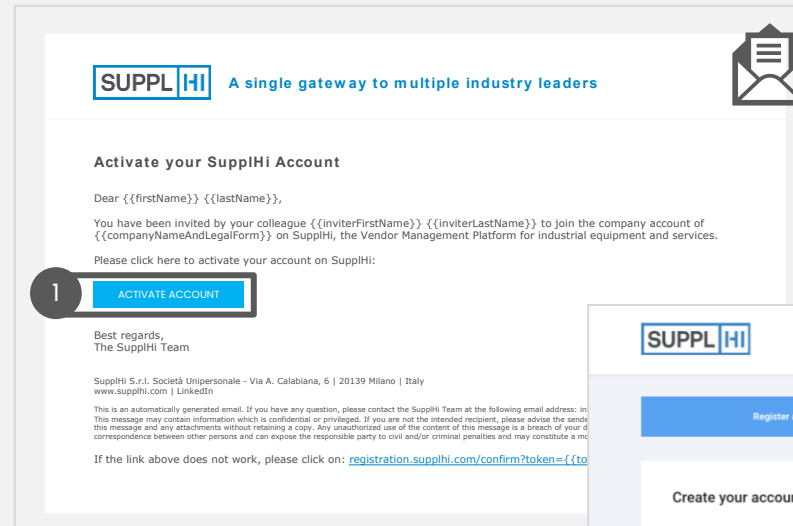 SUPPLHI A single gateway to multiple industry leaders
Activate your SupplHi Account
Dear {{firstName}} {{lastName}},
You have been invited by your colleague {{inviterFirstName}} {{inviterLastName}} to join the company account of
{{companyNameAndLegalForm}} on SupplHi, the Vendor Management Platform for industrial equipment and services.
Please click here to activate your account on SupplHi:
1 ACTIVATE ACCOUNT
Best regards,
The SupplHi Team
SupplHi S.r.l. Società Unipersonale - Via A. Calabiana, 6 | 20139 Milano | Italy
www.supplhi.com | LinkedIn
This is an automatically generated email. If you have any question, please contact the SupplHi Team at the following email address:
This message may contain information which is confidential or privileged. If you are not the intended recipient, please advise the
this message and any attachments without retaining a copy. Any unauthorized use of the content of this message is a breach of your
correspondence between other persons and can expose the responsible party to civil and/or criminal penalties and may constitute a
If the link above does not work, please click on: registration.supplhi.com/confirm?token={{to
SUPPLHI
Register
Create your accoun